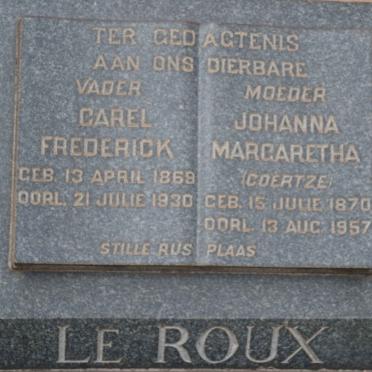 TER GEDAGTENIS
AAN ONS DIERBARE
VADER
CAREL
FREDERICK
GEB. 13 APRIL 1869
OORL. 21 JULIE 1930
MOEDER
JOHANNA
MARGARETHA
(COERTZE)
GEB. 15 JULIE 1870
OORL. 13 AUG. 1957
STILLE RUS PLAAS
LE ROUX